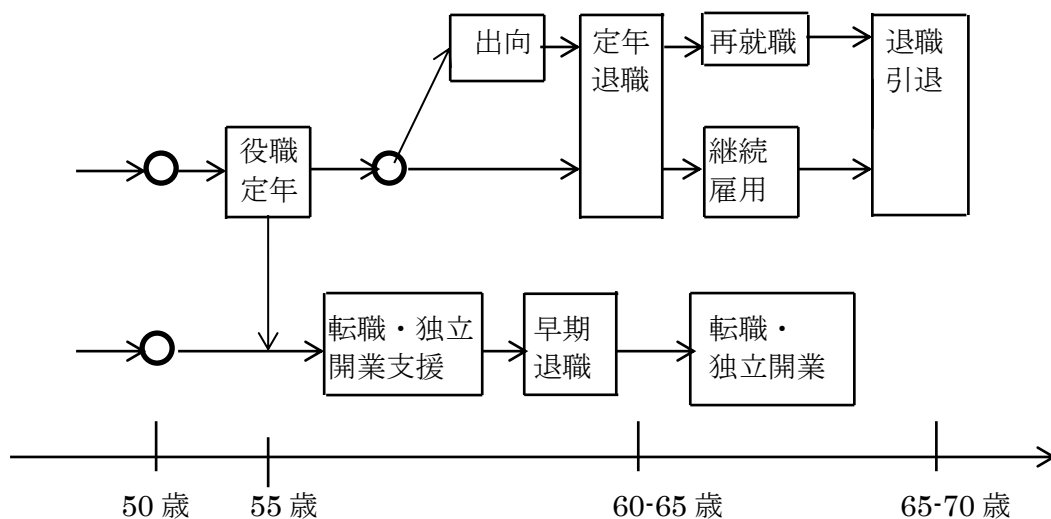 出向
定年
退職
再就職
退職
引退
役職
定年
継続
雇用
転職・独立
開業支援
早期
退職
転職・
独立開業
50 歳
55 歳
60-65 歳
65-70 歳